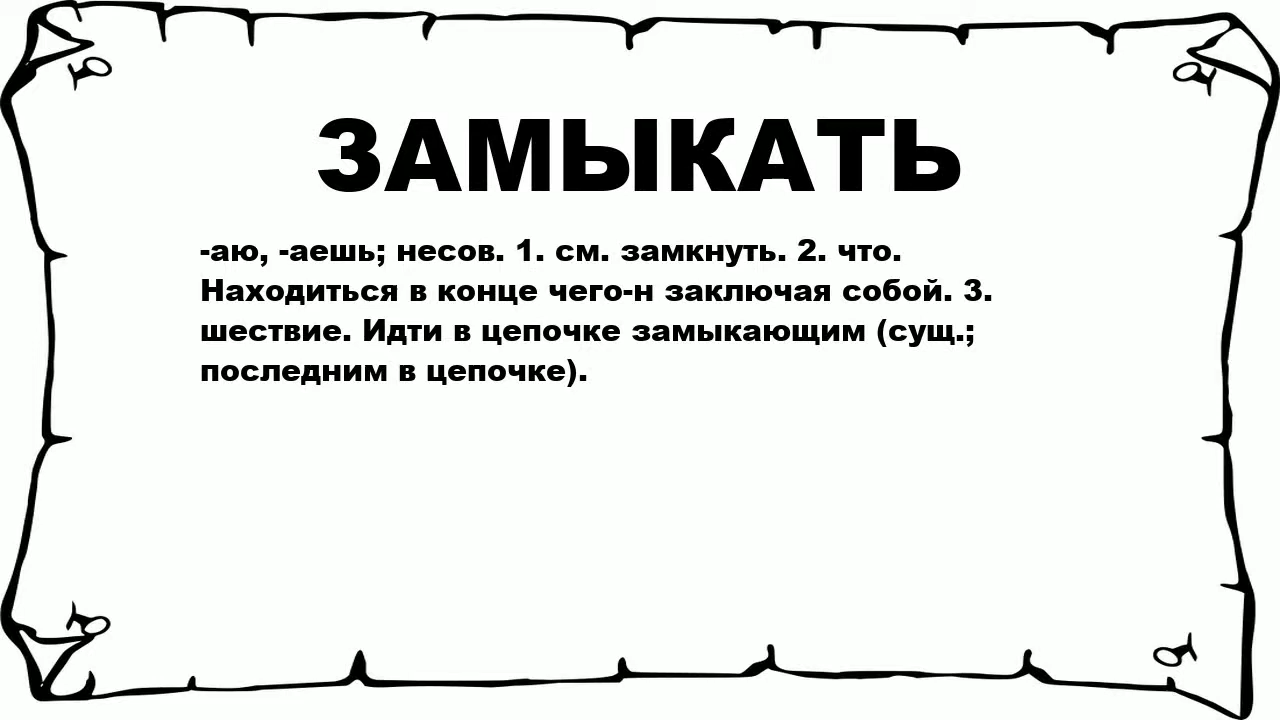 ЗАМЫКАТЬ
-аю, -аешь; несов. 1. см. замкнуть. 2. что.
Находиться в конце чего-н заключая собой. 3.
шествие. Идти в цепочке замыкающим (сущ.;
последним в цепочке).